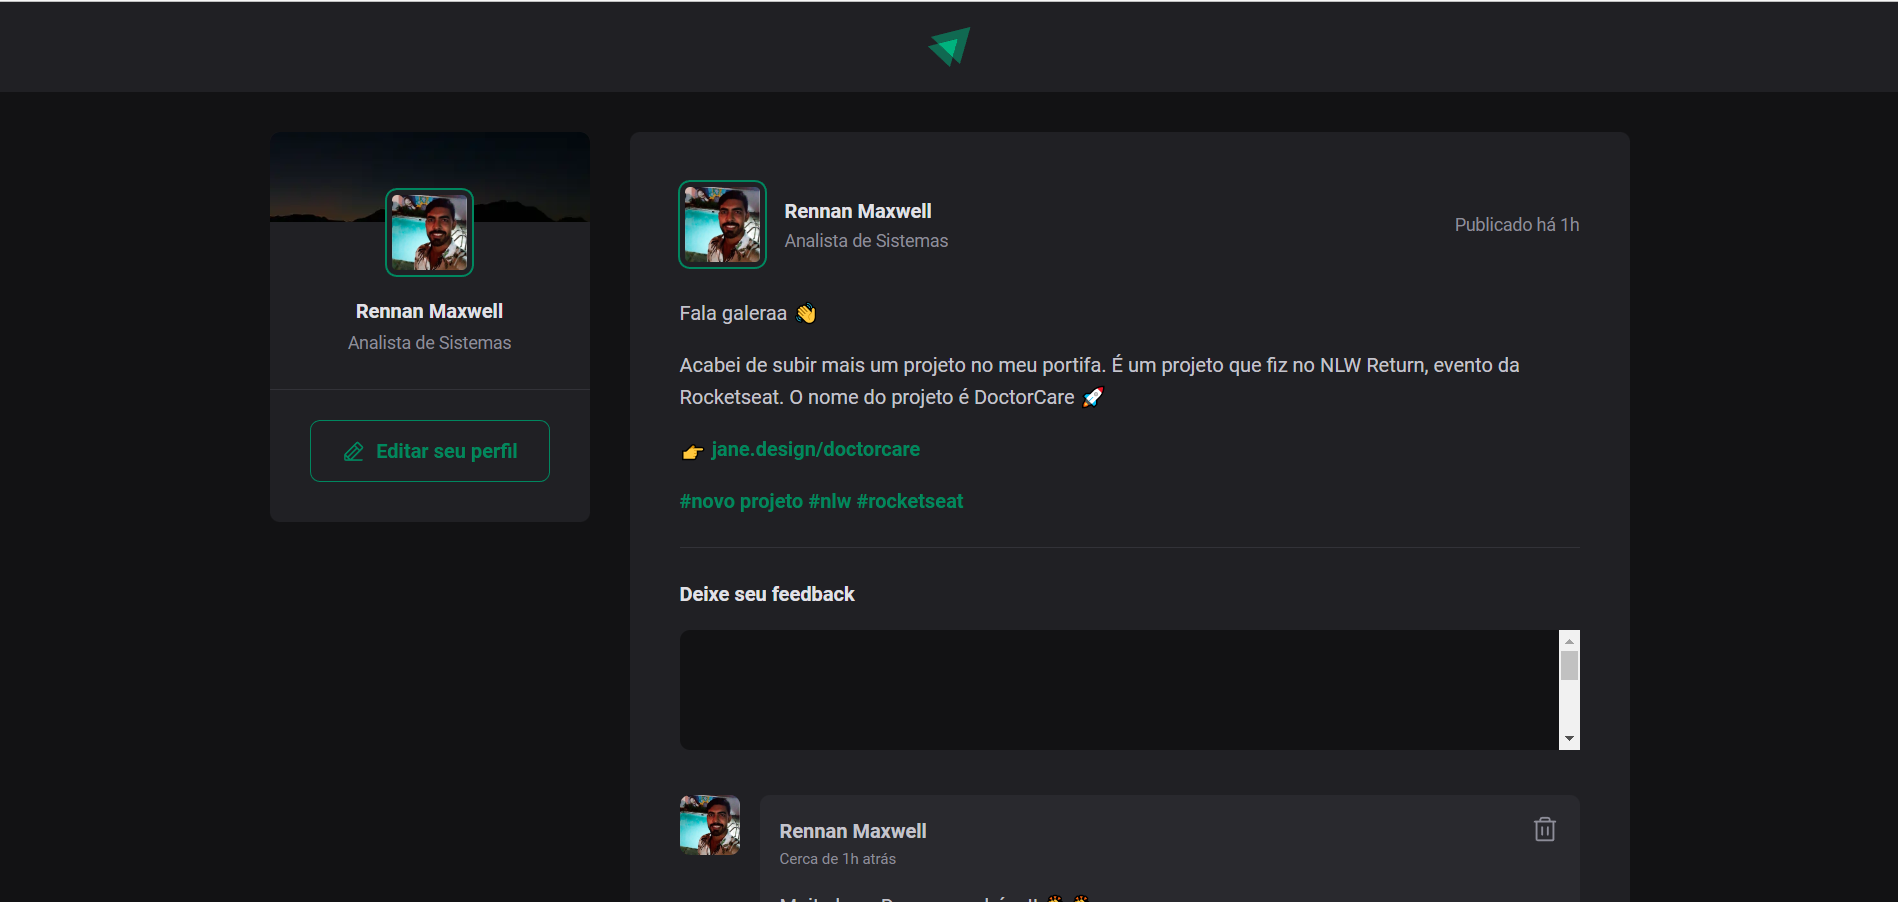 Rennan Maxwell
Analista de Sistemas
Editar seu perfil
Rennan Maxwell
Analista de Sistemas
Publicado há 1h
Fala galeraa 👋
Acabei de subir mais um projeto no meu portifa. É um projeto que fiz no NLW Return, evento da
Rocketseat. O nome do projeto é DoctorCare 🚀
👉 jane.design/doctorcare
#novo projeto #nlw #rocketseat
Deixe seu feedback
Rennan Maxwell
Cerca de 1h atrás